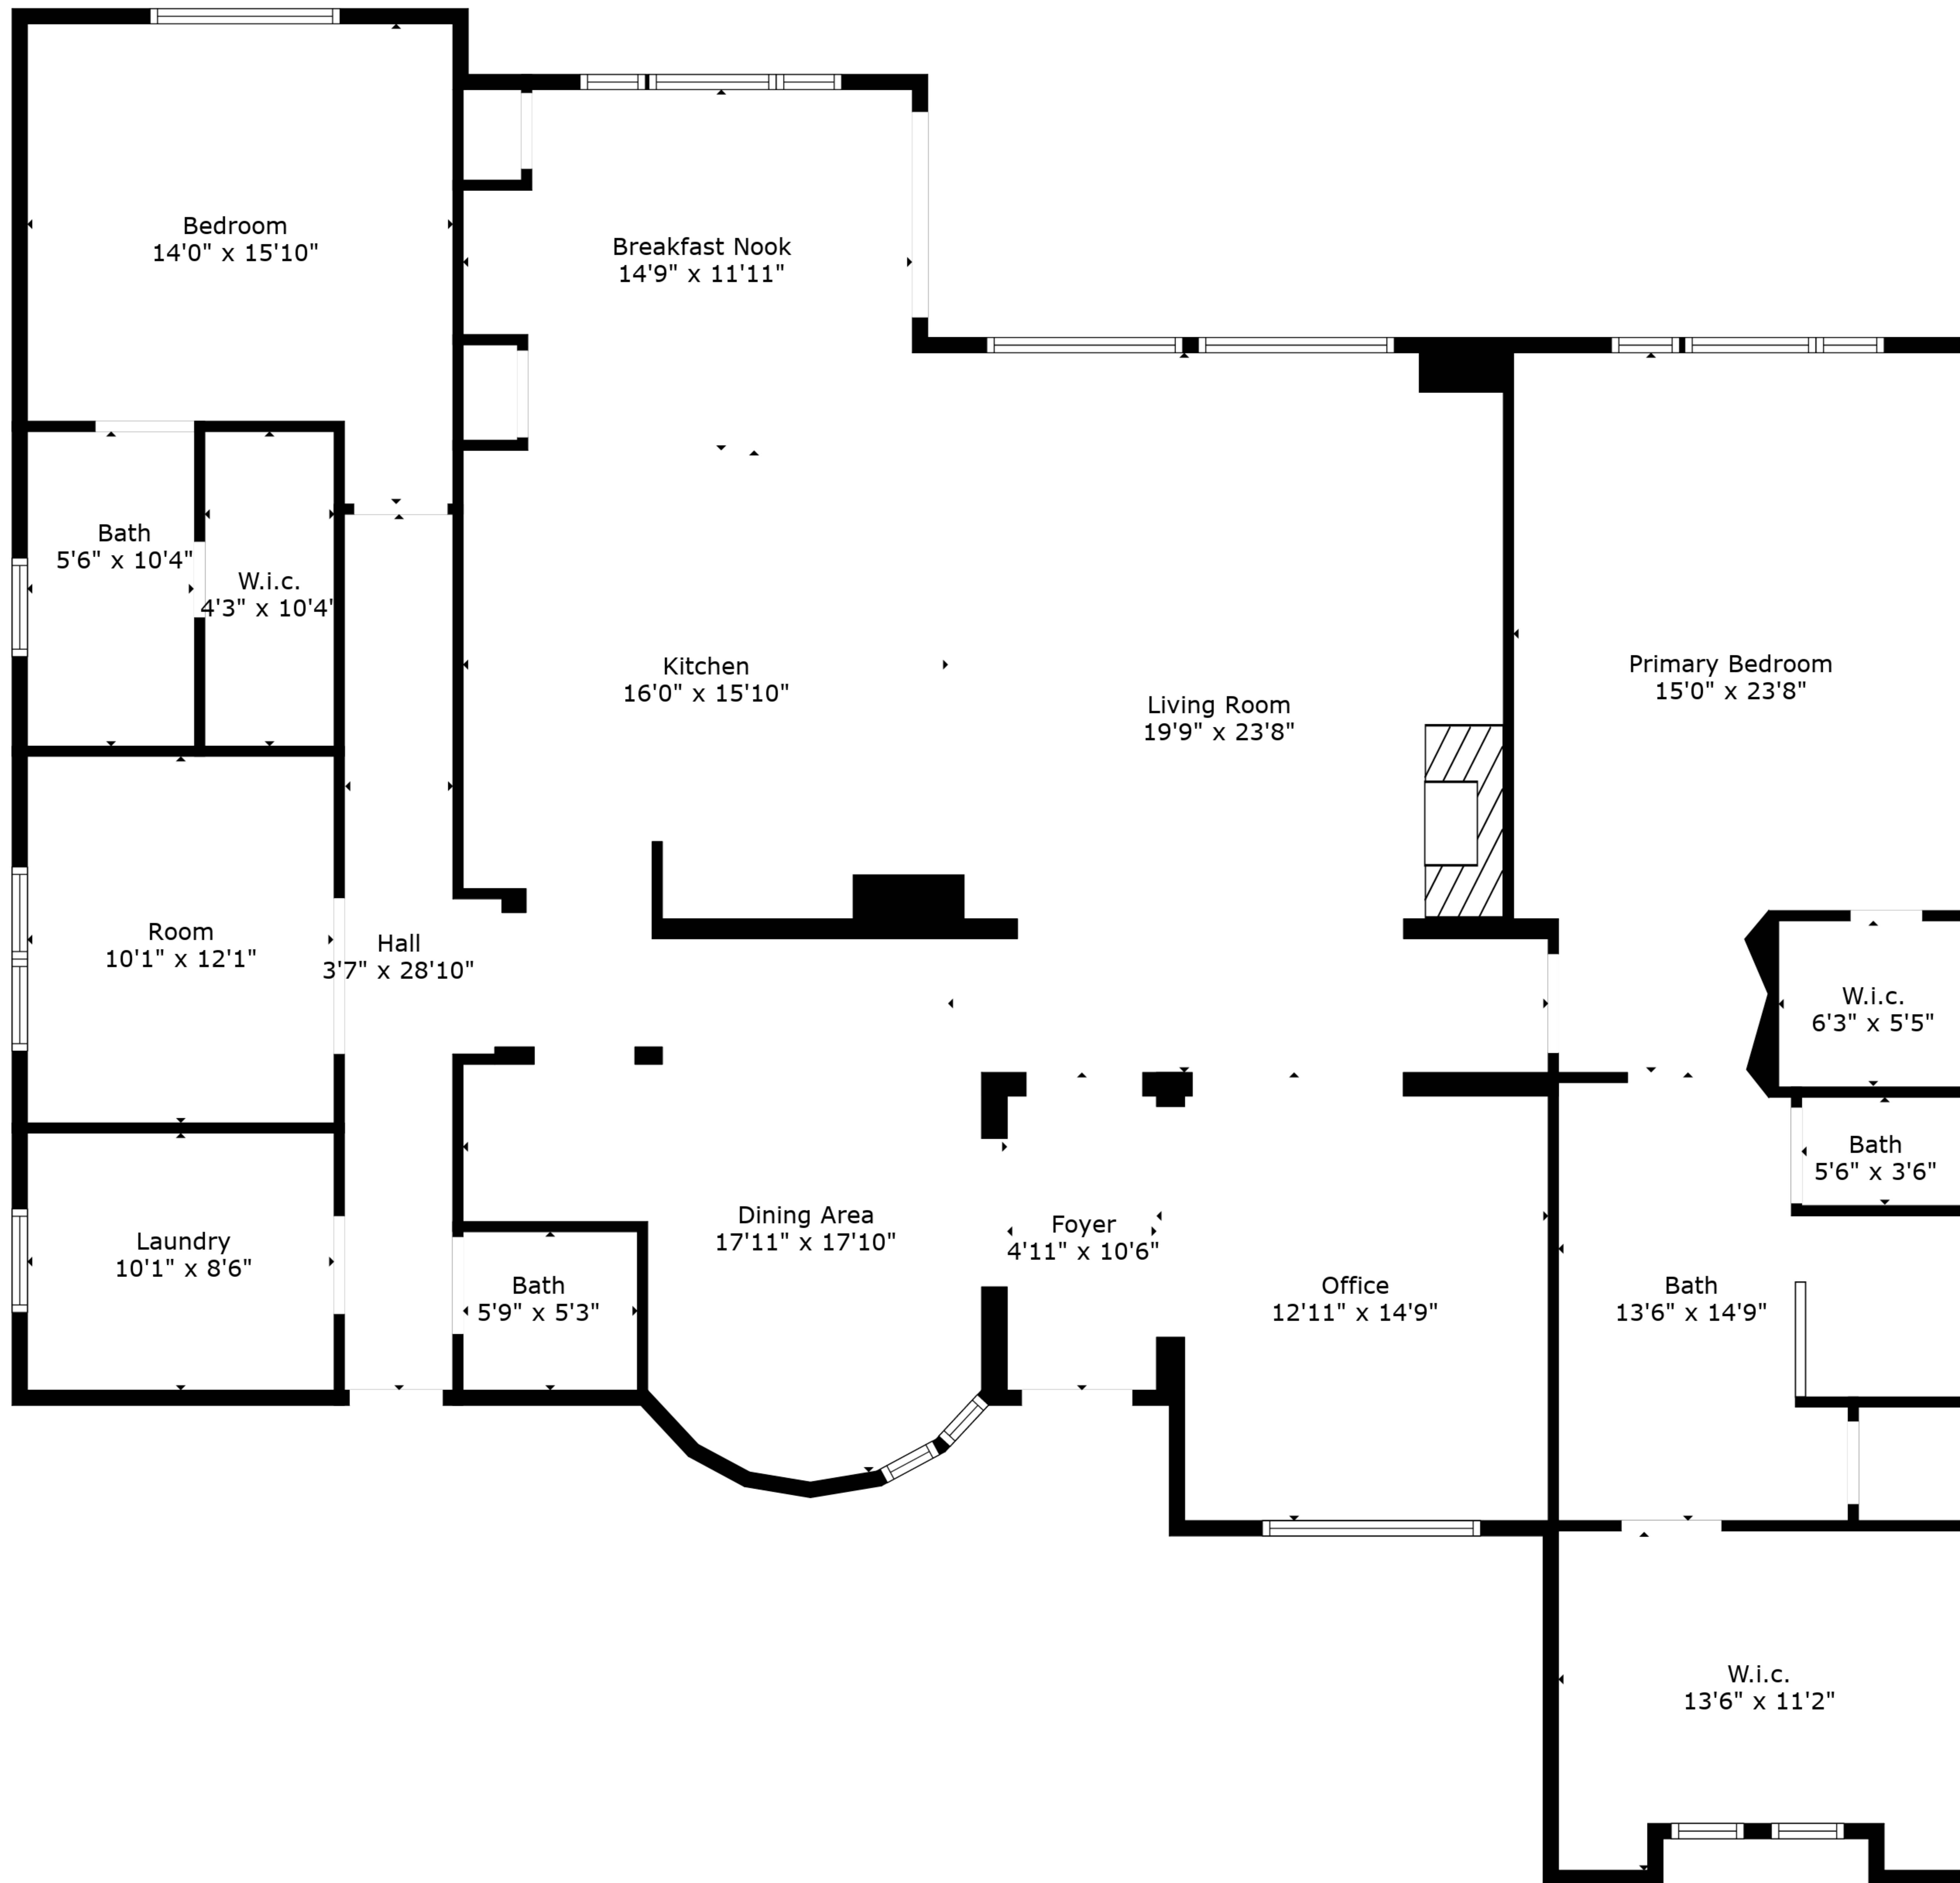 Bedroom
14'0" x 15'10"
Breakfast Nook
14'9" x 11'11"
Bath
5'6" x 10'4"
W.i.c.
4'3" x 10'4'
Kitchen
16'0" x 15'10"
Living Room
19'9" x 23'8"
Primary Bedroom
15'0" x 23'8"
Room
10'1" x 12'1"
Hall
3'7" x 28'10"
W.i.c.
6'3" x 5'5"
Bath
5'6" x 3'6"
Laundry
10'1" x 8'6"
Bath
5'9" x 5'3"
Dining Area
17'11" x 17'10"
Foyer
4'11" x 10'6"
Office
12'11" x 14'9"
Bath
13'6" x 14'9"
W.i.c.
13'6" x 11'2"